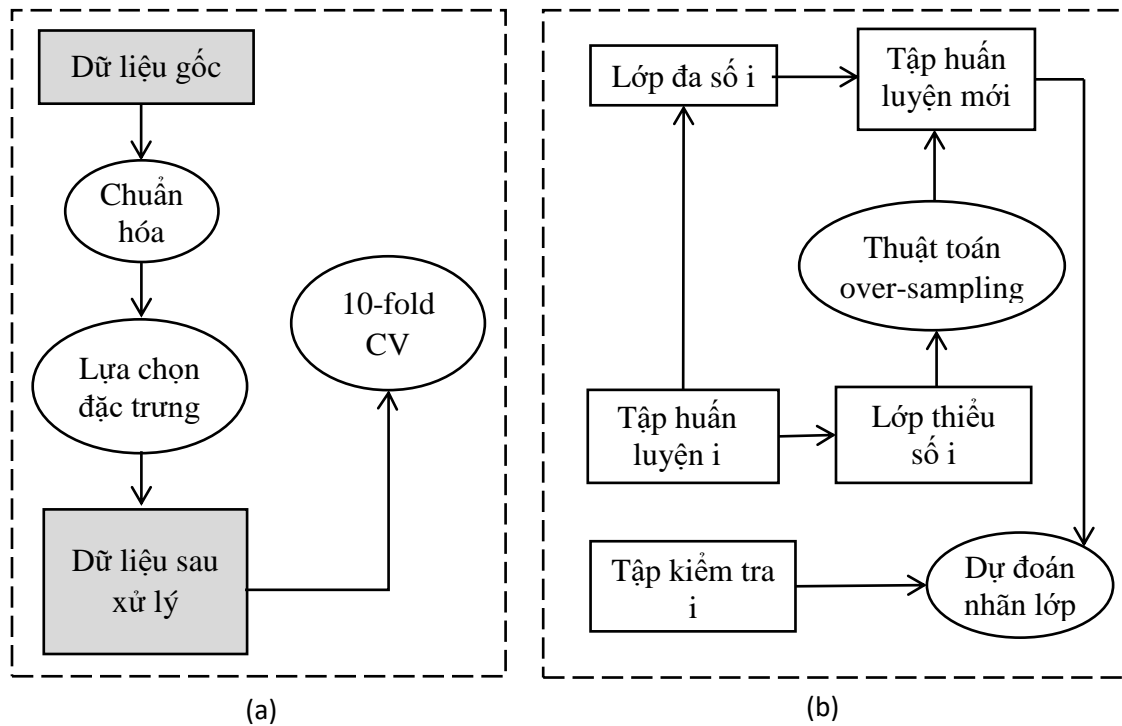 Dữ liệu gốc
Chuẩn
hóa
Lựa chọn
đặc trưng
Dữ liệu sau
xử lý
10-fold
CV
(a)
Lớp đa số i
Tập huấn
luyện mới
Thuật toán
over-sampling
Tập huấn
luyện i
Lớp thiểu
số i
Tập kiểm tra
i
Dự đoán
nhãn lớp
(b)